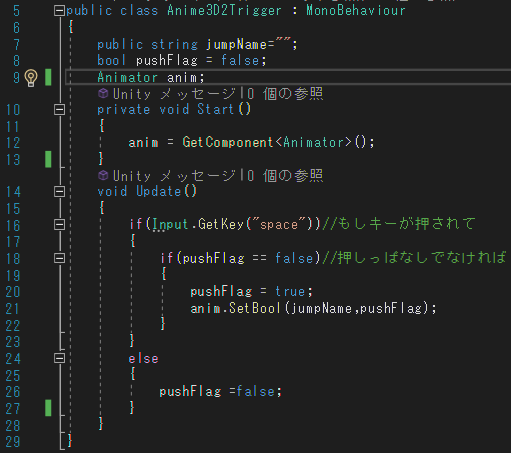 5 public class Anime3D2Trigger : MonoBehaviour
6 {
7 public string jumpName="";
8 bool pushFlag = false;
9 Animator anim;
Unity メッセージ|0 個の参照
10 private void Start()
11 {
12 anim = GetComponent<Animator>();
13 }
Unity メッセージ|0 個の参照
14 void Update()
15 {
16 if(Input.GetKey("space"))//もしキーが押されて
17 {
18 if(pushFlag == false)//押しっぱなしでなければ
19 {
20 pushFlag = true;
21 anim.SetBool(jumpName,pushFlag);
22 }
23 }
24 else
25 {
26 pushFlag =false;
27 }
28 }
29 }